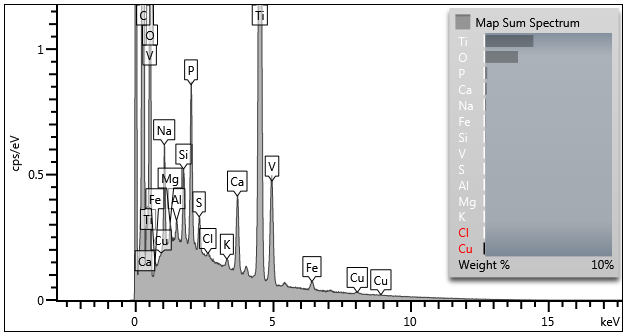 C
Ti
Map Sum Spectrum
O
Ti
1
V
O
P
P
Ca
Na
Na
Fe
Si
Si
V
V
Mg
S
0.5
Fe
Al
Ca
Al
S
Mg
Ti
K
Cu
Cl
Cl
K
Cu
Ca
Fe
Weight %
10%
Cu
Cu
0
0
5
10
15
keV
cps/eV